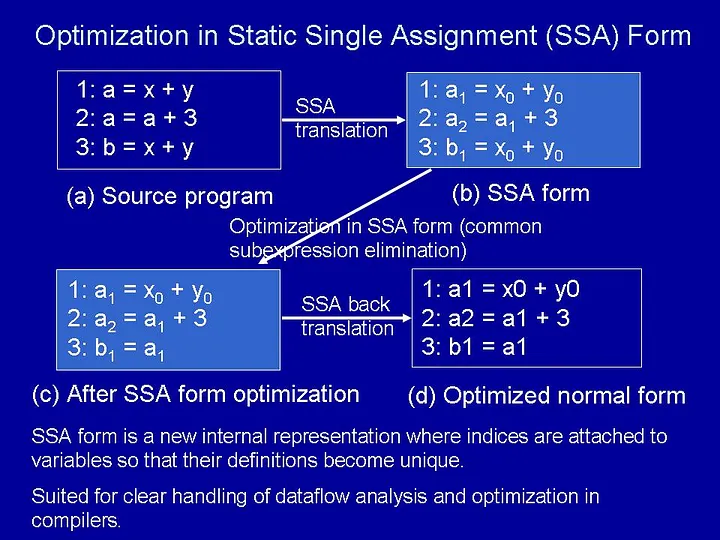 Optimization in Static Single Assignment (SSA) Form
1: a = x + y
2: a = a + 3
3: b = x + y
SSA
translation
1: a₁ = x₀ + y₀
2: a₂ = a₁ + 3
3: b₁ = x₀ + y₀
(a) Source program
(b) SSA form
Optimization in SSA form (common
subexpression elimination)
1: a₁ = x₀ + y₀
2: a₂ = a₁ + 3
3: b₁ = a₁
SSA back
translation
1: a1 = x0 + y0
2: a2 = a1 + 3
3: b1 = a1
(c) After SSA form optimization
(d) Optimized normal form
SSA form is a new internal representation where indices are attached to
variables so that their definitions become unique.
Suited for clear handling of dataflow analysis and optimization in
compilers.